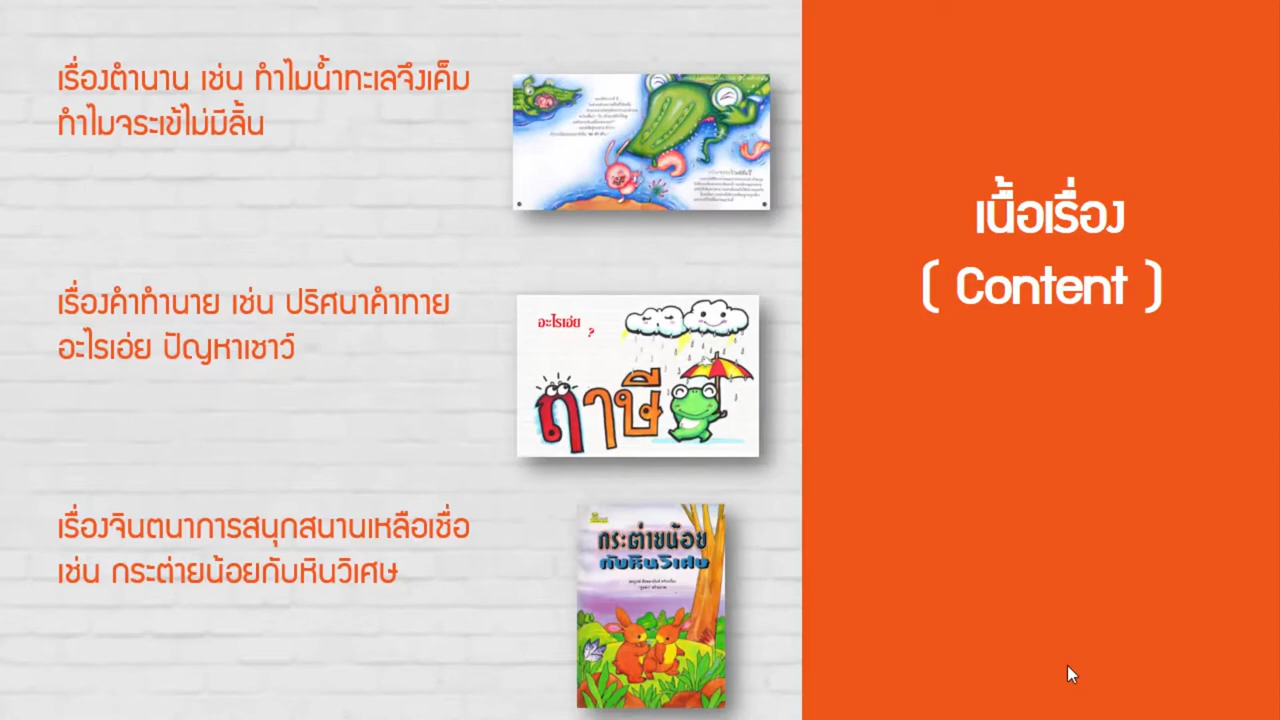 เรื่องตำนาน เช่น ทำไมน้ำทะเลจึงเค็ม
ทำไมจระเข้ไม่มีลิ้น
เรื่องคำทำนาย เช่น ปริศนาคำทาย
อะไรเอ่ย ปัญหาเชาว์
อะไรเอ่ย
?
ฤๅษี
เรื่องจินตนาการสนุกสนานเหลือเชื่อ
เช่น กระต่ายน้อยกับหินวิเศษ
กระต่ายน้อย
กับหินวิเศษ
เนื้อเรื่อง
( Content )